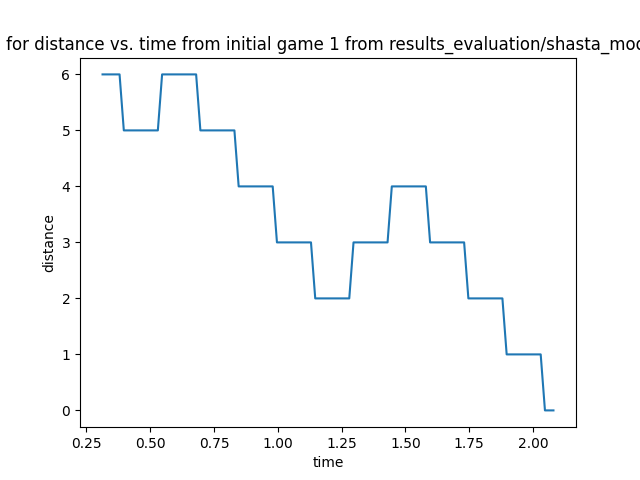 for distance vs. time from initial game 1 from results_evaluation/shasta_mod
6
5
4
3
2
1
0
distance
0.25 0.50 0.75 1.00 1.25 1.50 1.75 2.00
time